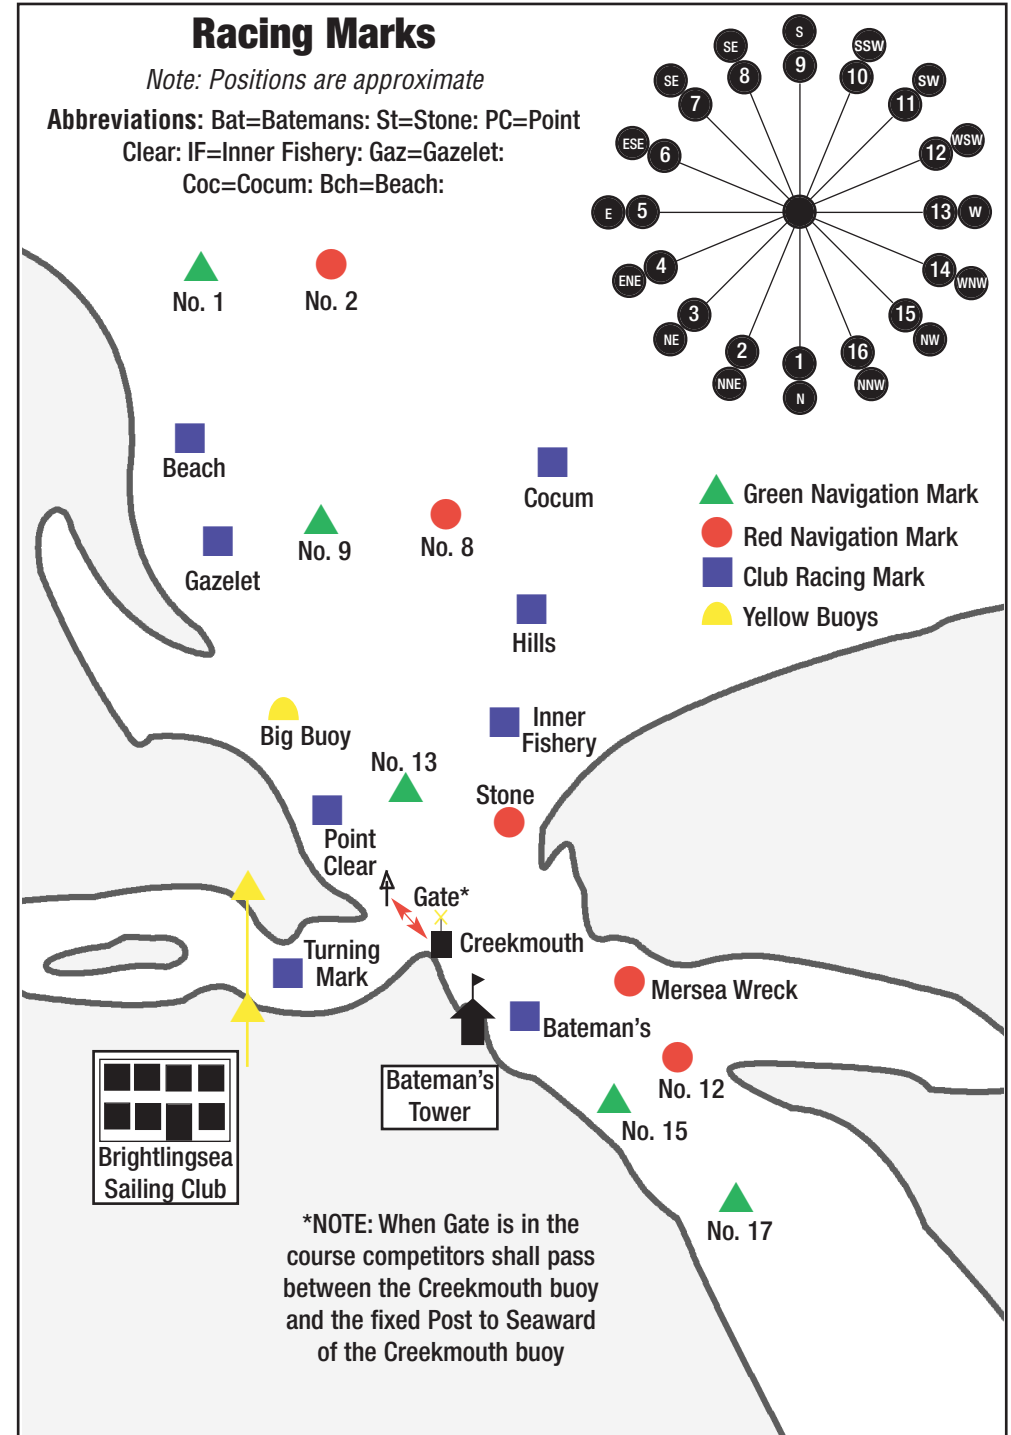 Racing Marks
Note: Positions are approximate
Abbreviations: Bat=Batemans: St=Stone: PC=Point
Clear: IF=Inner Fishery: Gaz=Gazelet:
Coc=Cocum: Bch=Beach:
S
9
SE
8
SSW
10
SE
7
SW
11
ESE
6
WSW
12
E
5
13
W
ENE
4
14
WNW
3
NE
15
NW
2
NNE
1
N
16
NNW
No. 1
No. 2
Beach
Cocum
Green Navigation Mark
Red Navigation Mark
Club Racing Mark
Yellow Buoys
No. 9
No. 8
Gazelet
Hills
Big Buoy
Inner
Fishery
No. 13
Stone
Point
Clear
Gate*
Creekmouth
Turning
Mark
Mersea Wreck
Bateman's
Bateman's
Tower
No. 12
No. 15
Brightlingsea
Sailing Club
No. 17
*NOTE: When Gate is in the
course competitors shall pass
between the Creekmouth buoy
and the fixed Post to Seaward
of the Creekmouth buoy